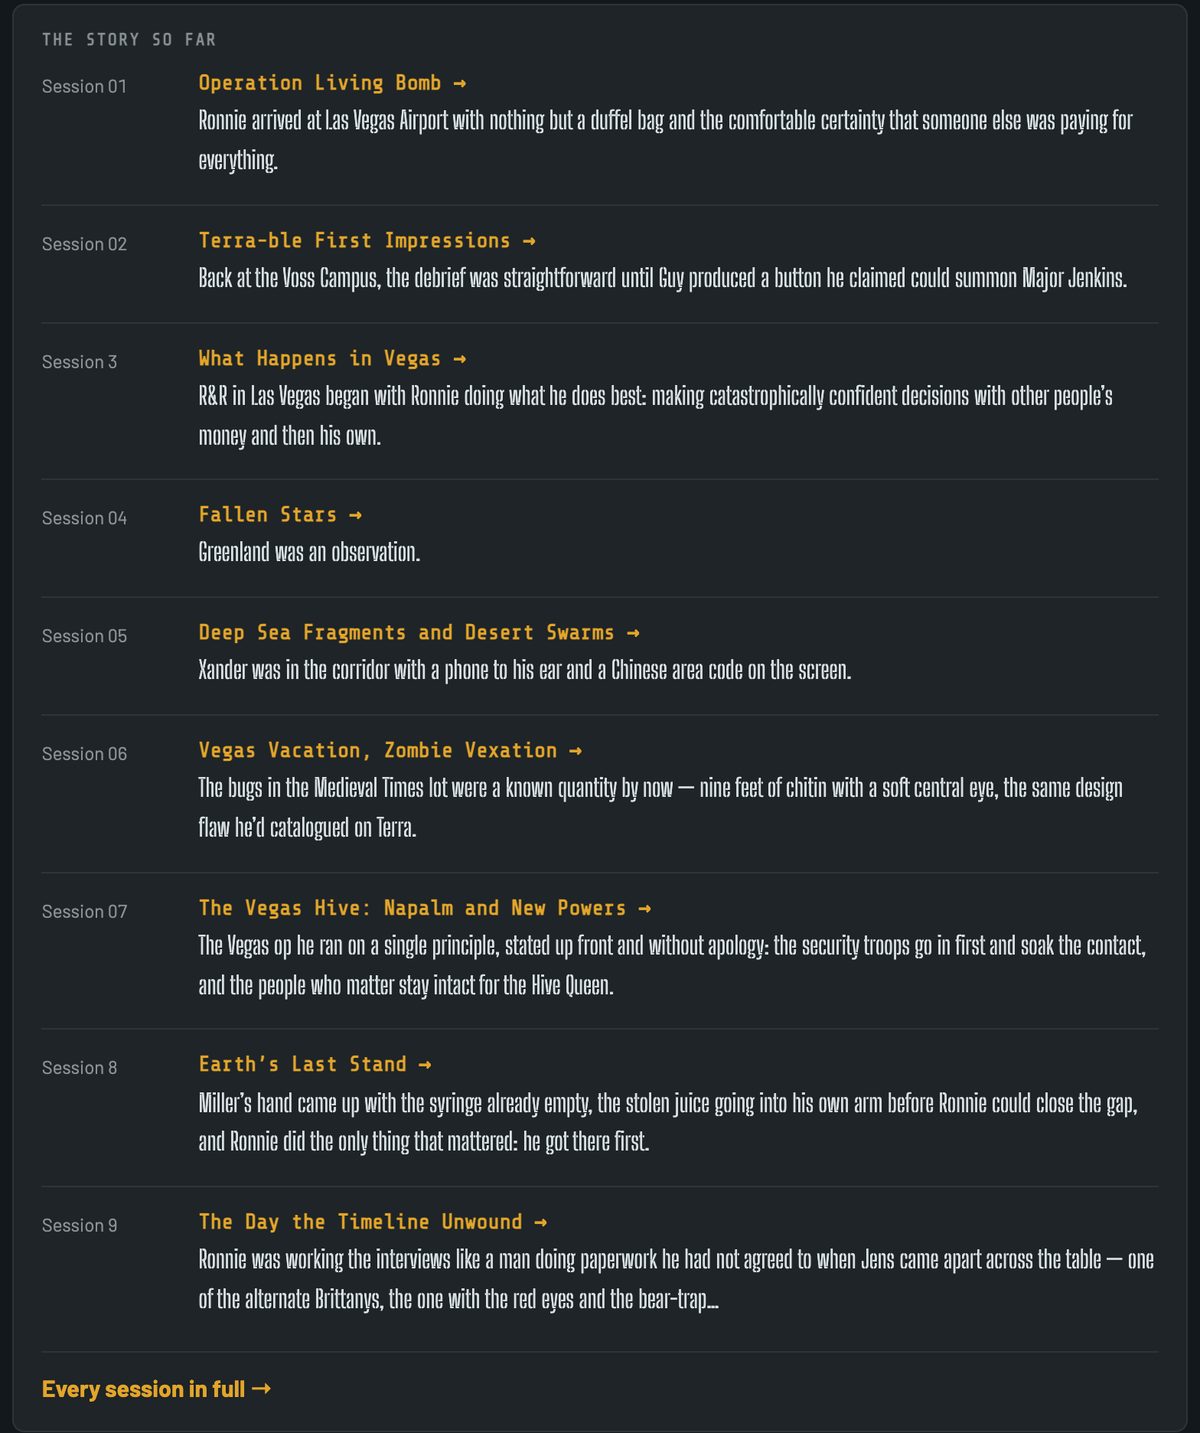 THE STORY SO FAR
Session 01
Operation Living Bomb →
Ronnie arrived at Las Vegas Airport with nothing but a duffel bag and the comfortable certainty that someone else was paying for
everything.
Session 02
Terra-ble First Impressions →
Back at the Voss Campus, the debrief was straightforward until Guy produced a button he claimed could summon Major Jenkins.
Session 3
What Happens in Vegas →
R&R in Las Vegas began with Ronnie doing what he does best: making catastrophically confident decisions with other people’s
money and then his own.
Session 04
Fallen Stars →
Greenland was an observation.
Session 05
Deep Sea Fragments and Desert Swarms →
Xander was in the corridor with a phone to his ear and a Chinese area code on the screen.
Session 06
Vegas Vacation, Zombie Vexation →
The bugs in the Medieval Times lot were a known quantity by now — nine feet of chitin with a soft central eye, the same design
flaw he’d catalogued on Terra.
Session 07
The Vegas Hive: Napalm and New Powers →
The Vegas op he ran on a single principle, stated up front and without apology: the security troops go in first and soak the contact,
and the people who matter stay intact for the Hive Queen.
Session 8
Earth’s Last Stand →
Miller’s hand came up with the syringe already empty, the stolen juice going into his own arm before Ronnie could close the gap,
and Ronnie did the only thing that mattered: he got there first.
Session 9
The Day the Timeline Unwound →
Ronnie was working the interviews like a man doing paperwork he had not agreed to when Jens came apart across the table — one
of the alternate Brittanys, the one with the red eyes and the bear-trap…
Every session in full →